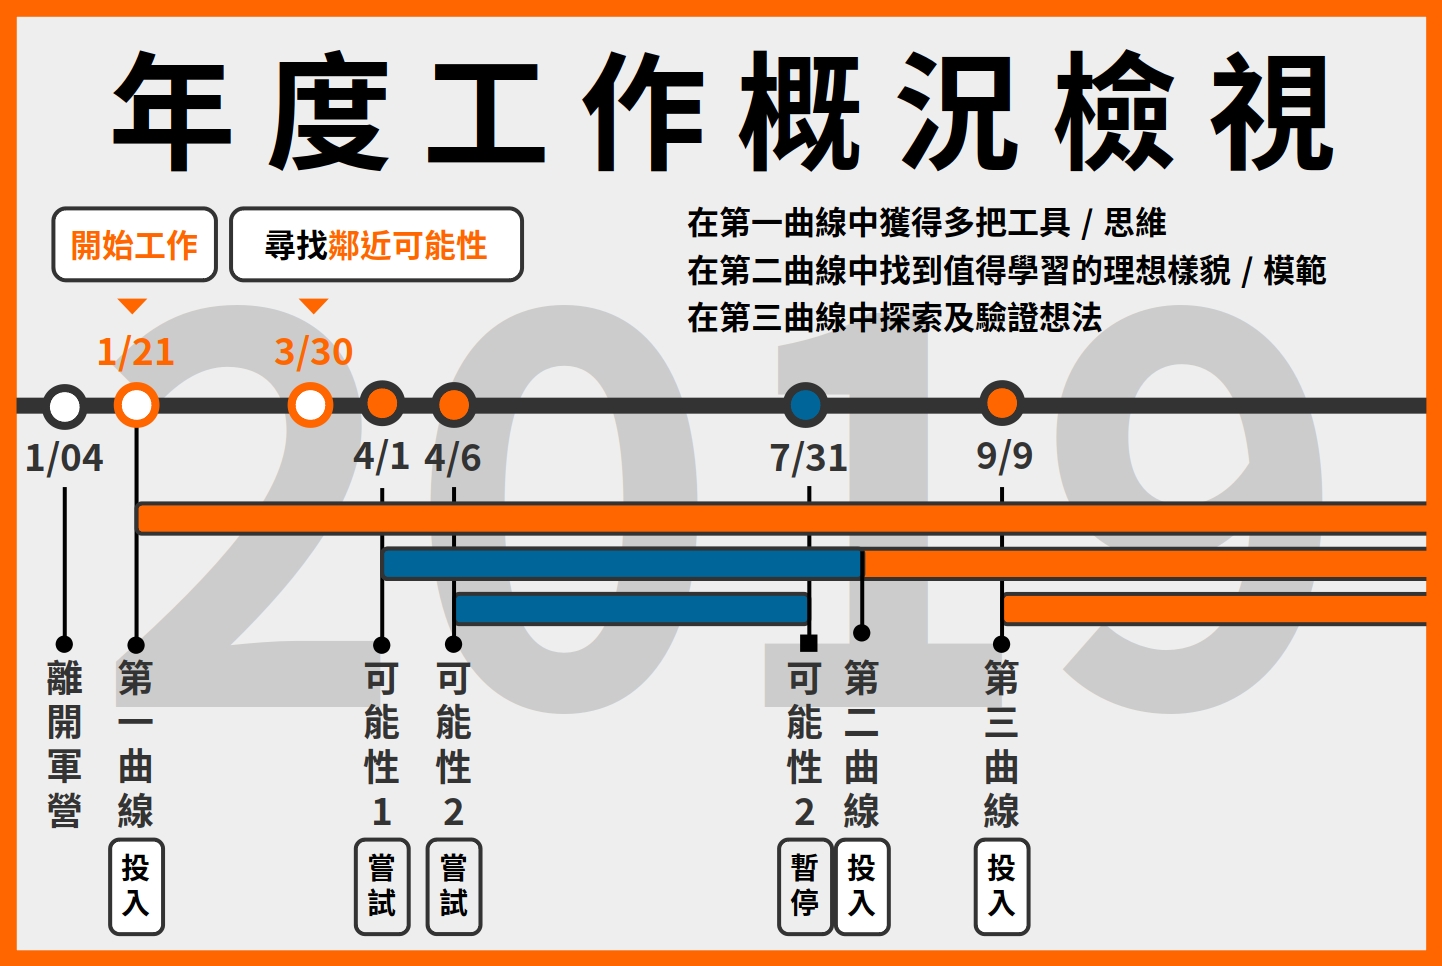 年度工作概況檢視
開始工作
尋找鄰近可能性
在第一曲線中獲得多把工具 / 思維
在第二曲線中找到值得學習的理想樣貌 / 模範
在第三曲線中探索及驗證想法
2019
1/21
3/30
1/04
4/1
4/6
7/31
9/9
離開軍營
第一曲線
投入
可能性1
嘗試
可能性2
嘗試
可能性2
暫停
第二曲線
投入
第三曲線
投入